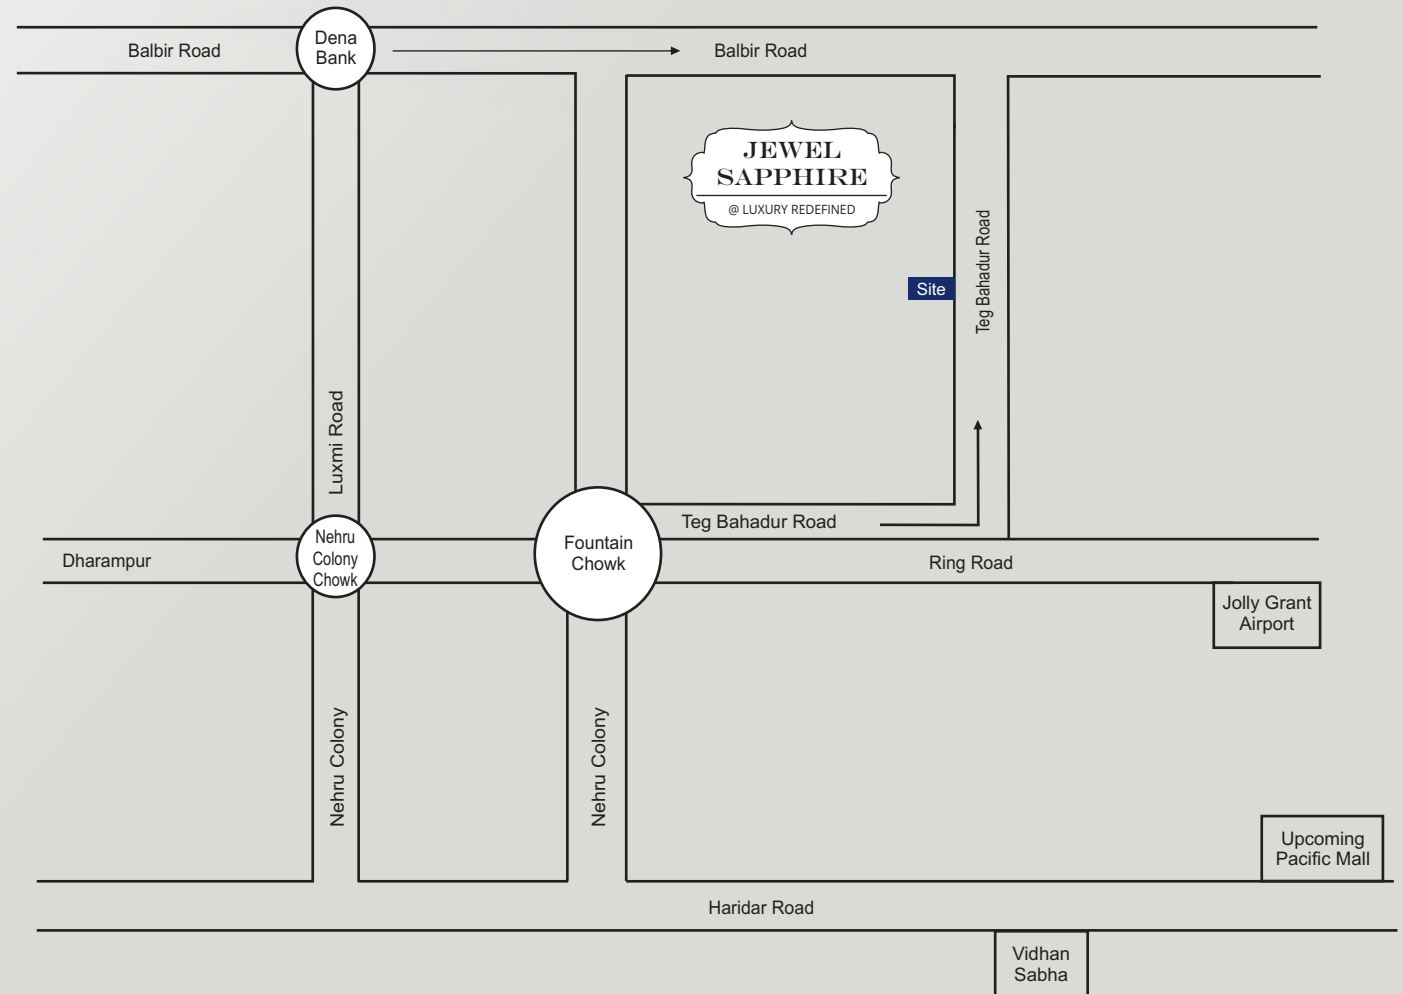 Balbir Road
Dena
Bank
Balbir Road
JEWEL
SAPPHIRE
@ LUXURY REDEFINED
Site
Teg Bahadur Road
Luxmi Road
Teg Bahadur Road
Dharampur
Nehru
Colony
Chowk
Fountain
Chowk
Ring Road
Jolly Grant
Airport
Nehru Colony
Nehru Colony
Upcoming
Pacific Mall
Haridar Road
Vidhan
Sabha